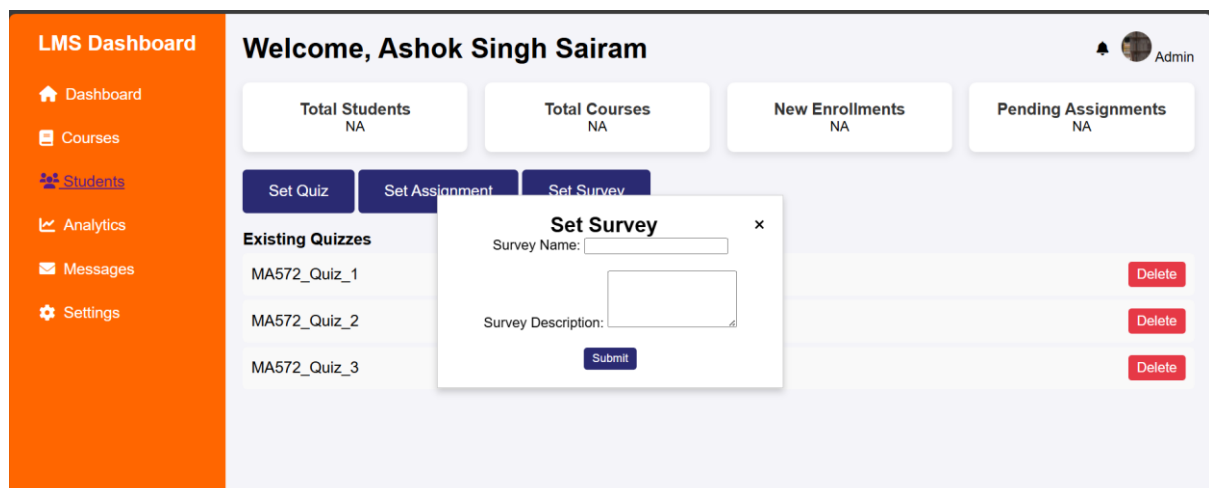 LMS Dashboard
Dashboard
Courses
Students
Analytics
Messages
Settings
Welcome, Ashok Singh Sairam
Admin
Total Students
NA
Total Courses
NA
New Enrollments
NA
Pending Assignments
NA
Set Quiz
Set Assignment
Set Survey
Existing Quizzes
MA572_Quiz_1
Delete
MA572_Quiz_2
Delete
MA572_Quiz_3
Delete
Set Survey
×
Survey Name:
Survey Description:
Submit